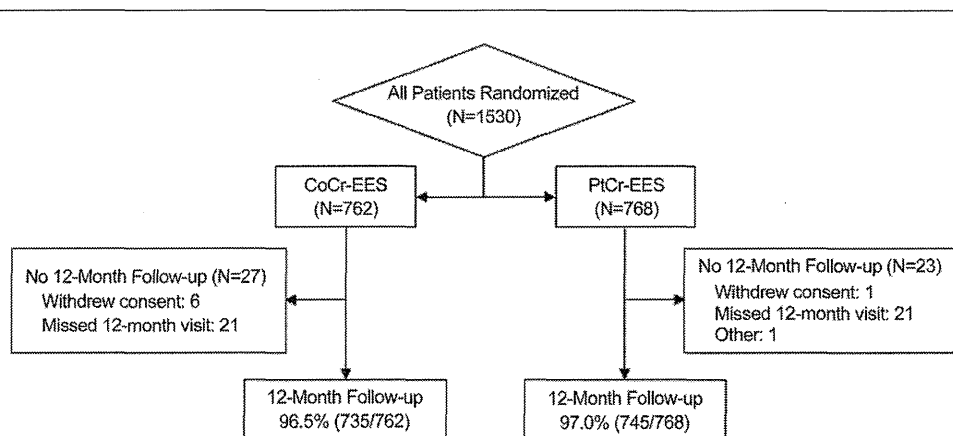 All Patients Randomized
(N=1530)
CoCr-EES
(N=762)
PtCr-EES
(N=768)
No 12-Month Follow-up (N=27)
Withdrew consent: 6
Missed 12-month visit: 21
No 12-Month Follow-up (N=23)
Withdrew consent: 1
Missed 12-month visit: 21
Other: 1
12-Month Follow-up
96.5% (735/762)
12-Month Follow-up
97.0% (745/768)